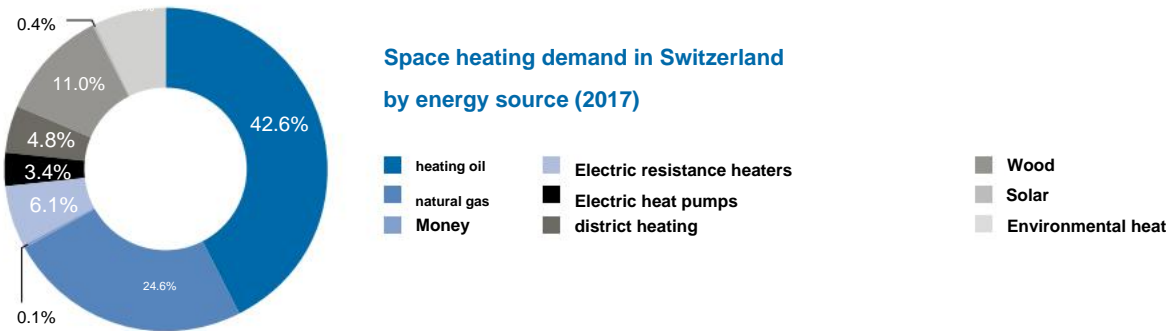 0.4%
11.0%
4.8%
3.4%
6.1%
0.1%
24.6%
42.6%
Space heating demand in Switzerland
by energy source (2017)
heating oil
natural gas
Money
Electric resistance heaters
Electric heat pumps
district heating
Wood
Solar
Environmental heat